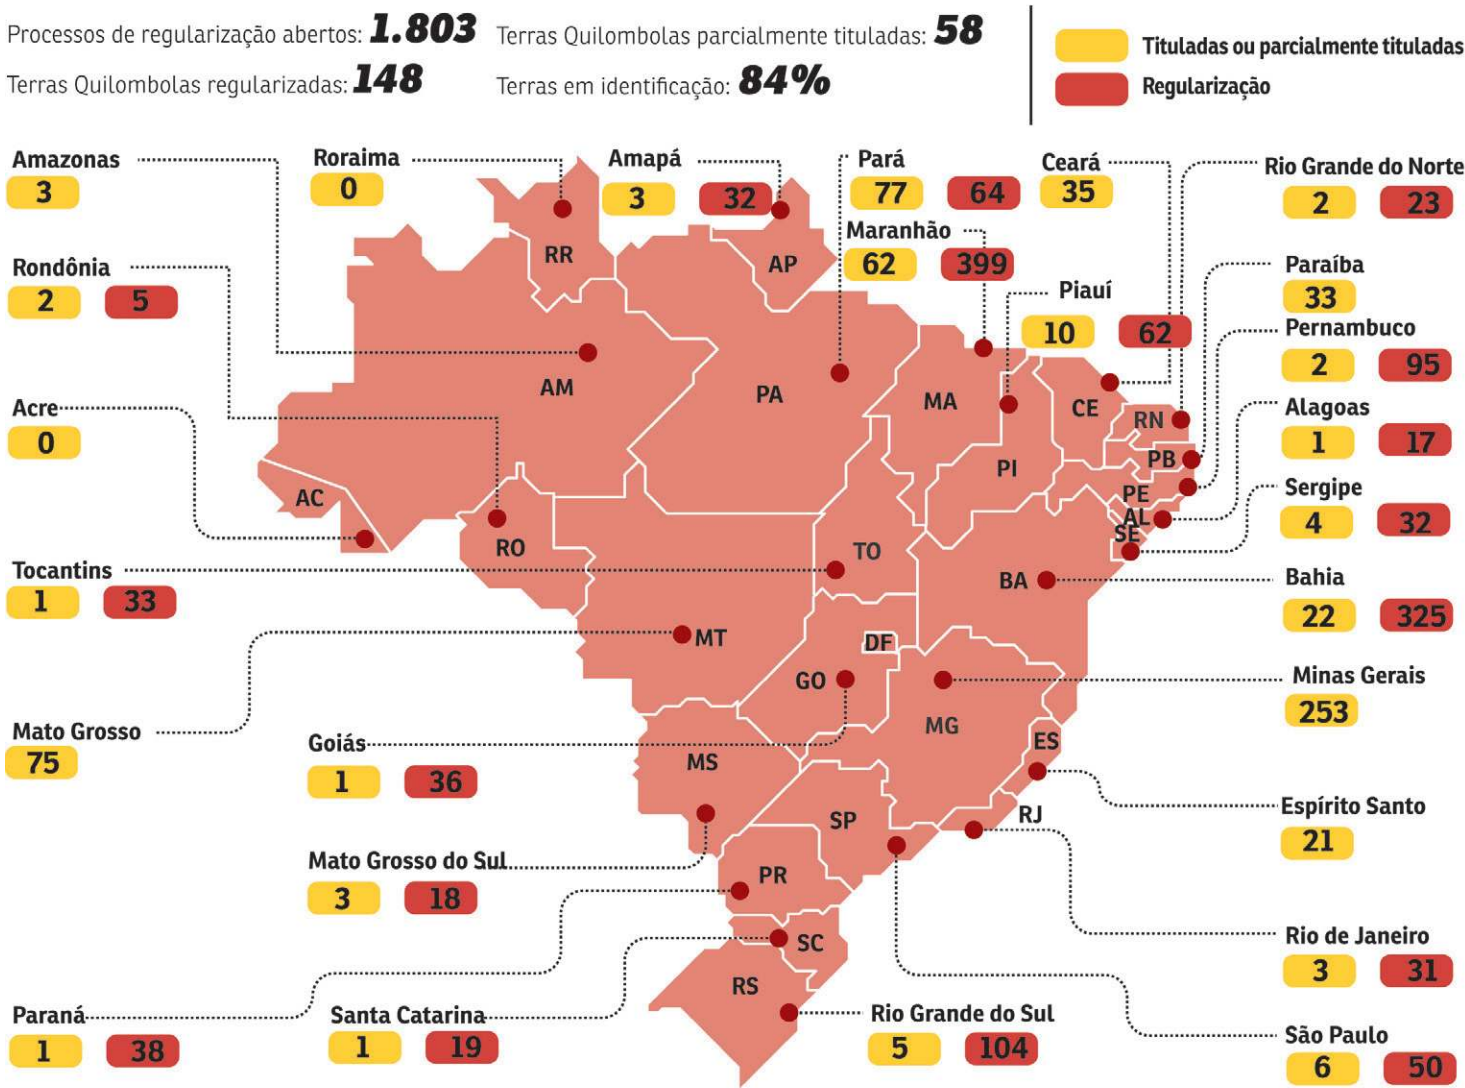 Processos de regularização abertos: 1.803
Terras Quilombolas parcialmente tituladas: 58
Terras Quilombolas regularizadas: 148
Terras em identificação: 84%
Tituladas ou parcialmente tituladas
Regularização
Amazonas
3
Roraima
0
Amapá
3 32
Pará
77 64
Ceará
35
Rio Grande do Norte
2 23
Maranhão
62 399
Rondônia
2 5
Piauí
10 62
Paraíba
33
Pernambuco
2 95
Acre
0
Alagoas
1 17
Sergipe
4 32
Tocantins
1 33
Bahia
22 325
Minas Gerais
253
Mato Grosso
75
Goiás
1 36
Espírito Santo
21
Mato Grosso do Sul
3 18
Rio de Janeiro
3 31
Paraná
1 38
Santa Catarina
1 19
Rio Grande do Sul
5 104
São Paulo
6 50
RR
AP
AM
PA
MA
CE
RN
PB
PI
PE
AL
SE
AC
RO
TO
BA
MT
DF
GO
MG
ES
MS
RJ
SP
PR
SC
RS